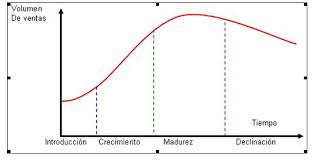 Volumen
De ventas
Tiempo
Introducción Crecimiento Madurez Declinación